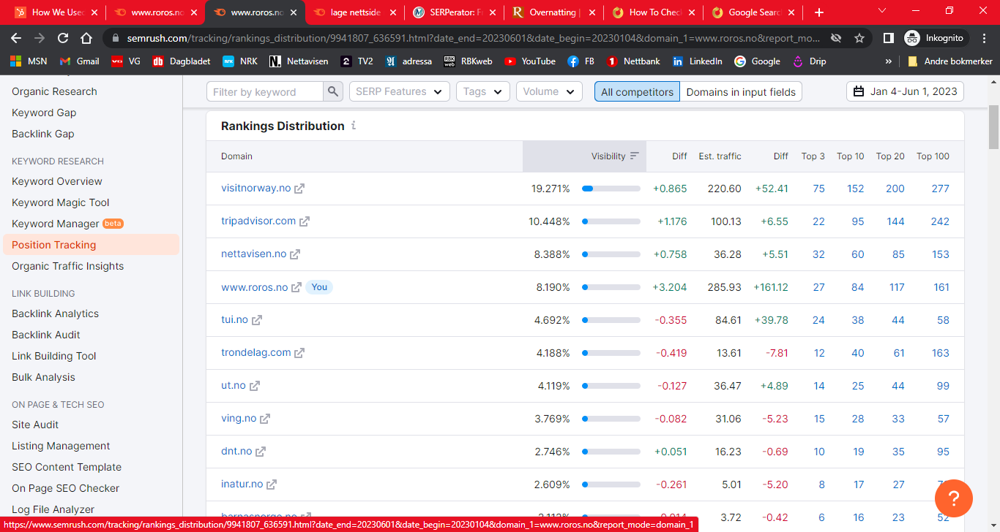 How We Used
www.roros.no
www.roros.no
lage nettside
SERPerator: Fr
Overnatting |
How To Chec
Google Searc
semrush.com/tracking/rankings_distribution/9941807_636591.html?date_end=20230601&date_begin=20230104&domain_1=www.roros.no&report_mo...
Inkognito
MSN Gmail VG Dagbladet NRK Nettavisen TV2 adressa RBKweb YouTube FB Nettbank LinkedIn Google Drip » Andre bokmerker
Organic Research
Keyword Gap
Backlink Gap
KEYWORD RESEARCH
Keyword Overview
Keyword Magic Tool
Keyword Manager beta
Position Tracking
Organic Traffic Insights
LINK BUILDING
Backlink Analytics
Backlink Audit
Link Building Tool
Bulk Analysis
ON PAGE & TECH SEO
Site Audit
Listing Management
SEO Content Template
On Page SEO Checker
Log File Analyzer
Filter by keyword SERP Features Tags Volume All competitors Domains in input fields Jan 4-Jun 1, 2023
Rankings Distribution i
Domain Visibility Diff Est. traffic Diff Top 3 Top 10 Top 20 Top 100
visitnorway.no 19.271% +0.865 220.60 +52.41 75 152 200 277
tripadvisor.com 10.448% +1.176 100.13 +6.55 22 95 144 242
nettavisen.no 8.388% +0.758 36.28 +5.51 32 60 85 153
www.roros.no You 8.190% +3.204 285.93 +161.12 27 84 117 161
tui.no 4.692% -0.355 84.61 +39.78 24 38 44 58
trondelag.com 4.188% -0.419 13.61 -7.81 12 40 61 163
ut.no 4.119% -0.127 36.47 +4.89 14 25 44 99
ving.no 3.769% -0.082 31.06 -5.23 15 28 33 57
dnt.no 2.746% +0.051 16.23 -0.69 10 19 35 95
inatur.no 2.609% -0.261 5.01 -5.20 8 17 27
3.72 -0.42 6 16 23 52
?
https://www.semrush.com/tracking/rankings_distribution/9941807_636591.html?date_end=20230601&date_begin=20230104&domain_1=www.roros.no&report_mode=domain_1